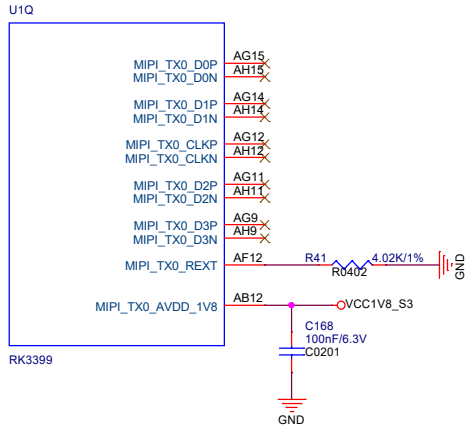 U1Q
MIPI_TX0_D0P AG15
MIPI_TX0_D0N AH15
MIPI_TX0_D1P AG14
MIPI_TX0_D1N AH14
MIPI_TX0_CLKP AG12
MIPI_TX0_CLKN AH12
MIPI_TX0_D2P AG11
MIPI_TX0_D2N AH11
MIPI_TX0_D3P AG9
MIPI_TX0_D3N AH9
MIPI_TX0_REXT AF12 R41 4.02K/1% GND
R0402
MIPI_TX0_AVDD_1V8 AB12 VCC1V8_S3
C168
100nF/6.3V
C0201
RK3399
GND